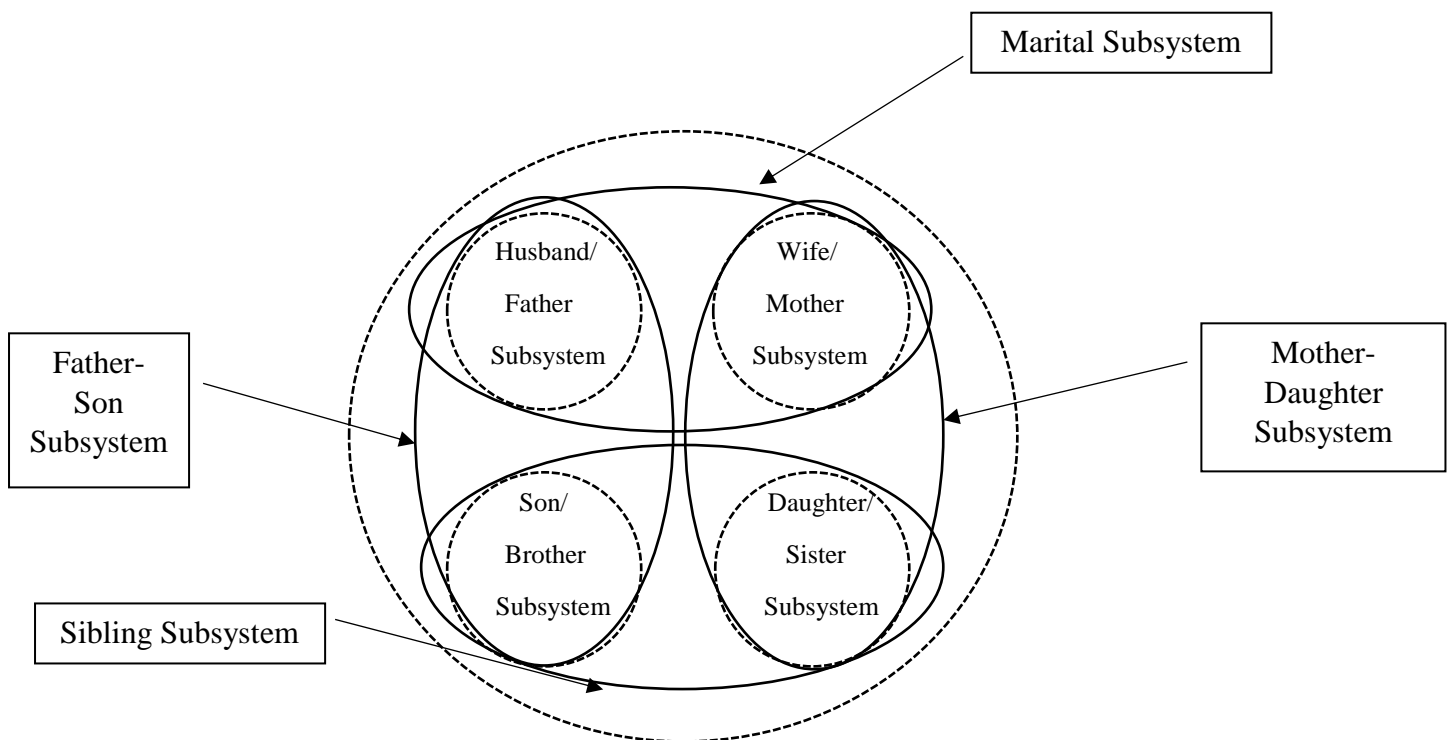 Marital Subsystem
Husband/
Father
Subsystem
Wife/
Mother
Subsystem
Father-
Son
Subsystem
Mother-
Daughter
Subsystem
Son/
Brother
Subsystem
Daughter/
Sister
Subsystem
Sibling Subsystem